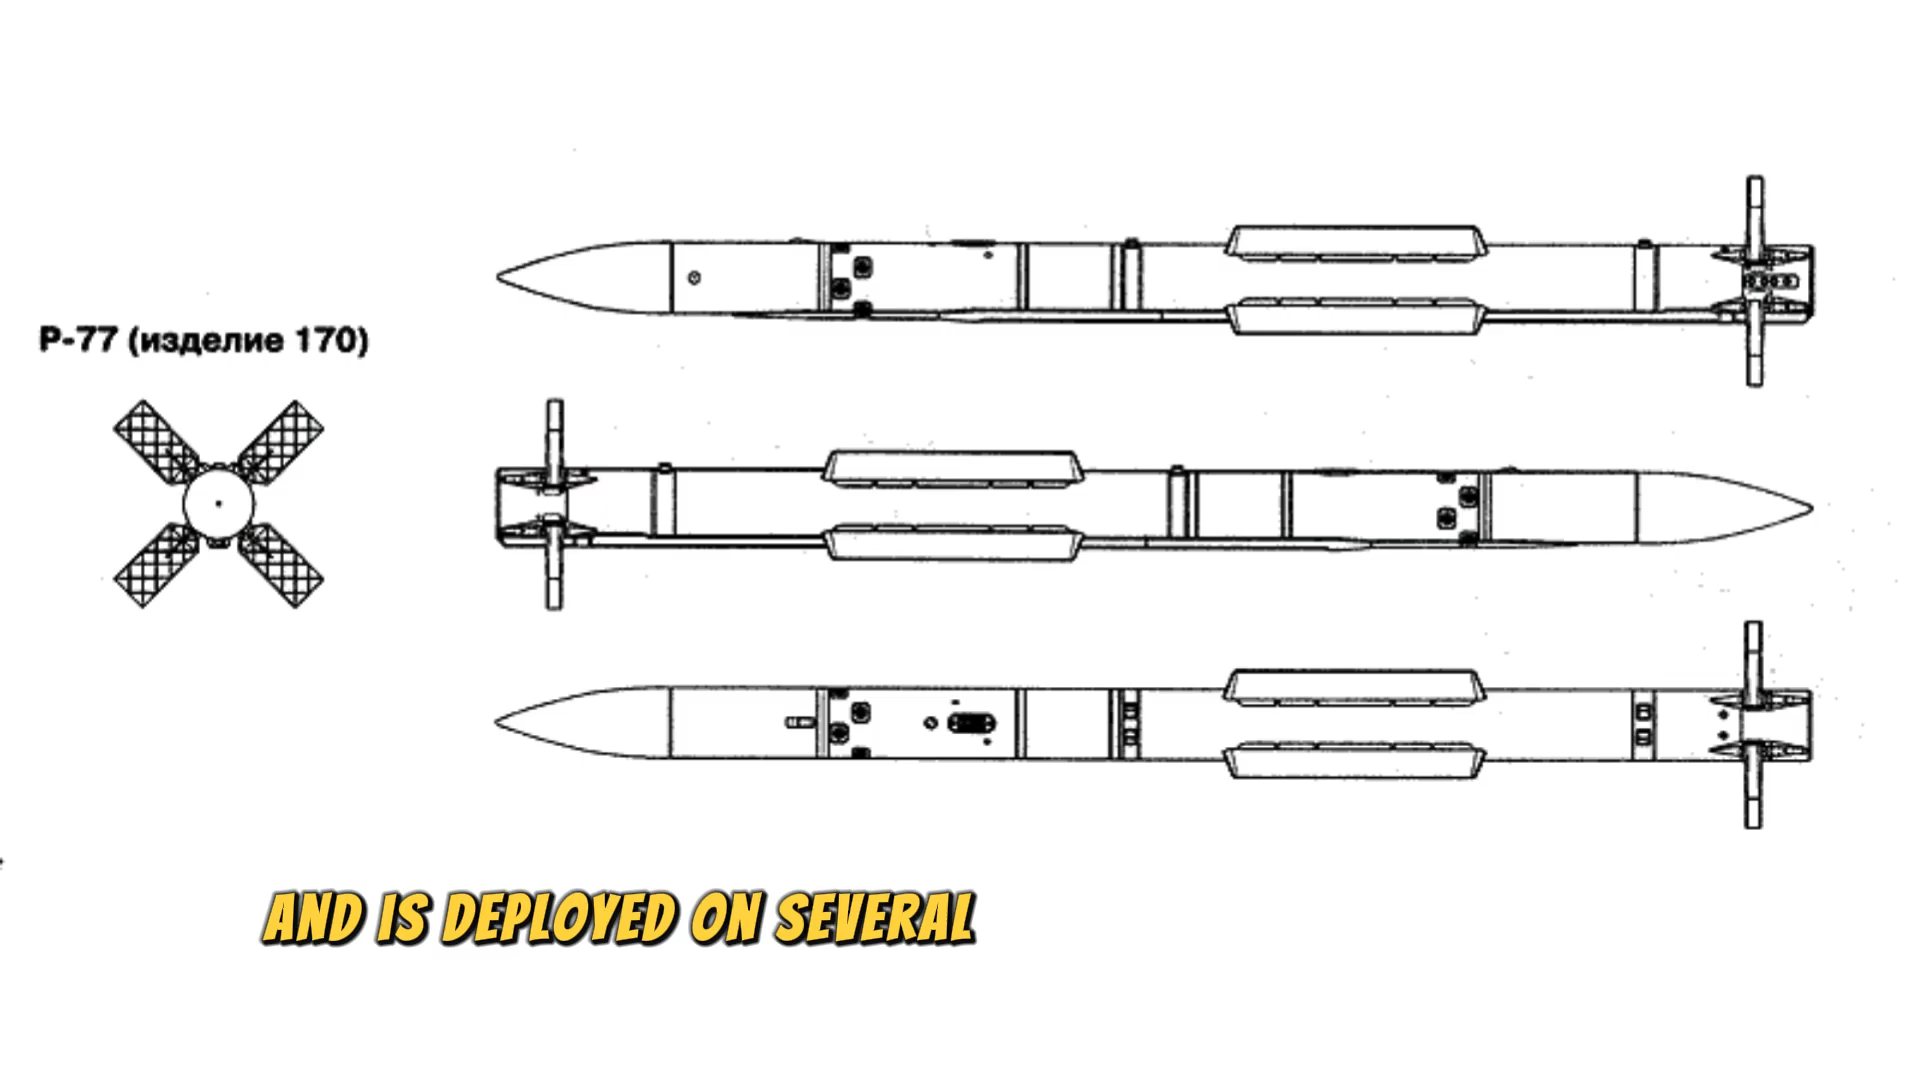 Р-77 (изделие 170)
AND IS DEPLOYED ON SEVERAL